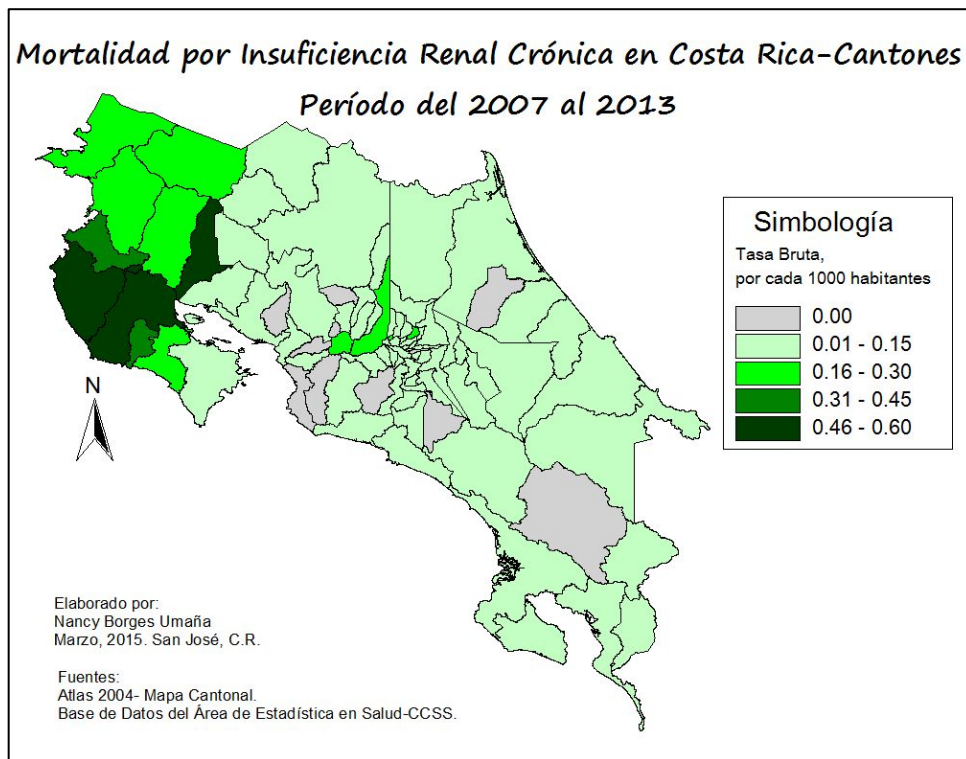 Mortalidad por Insuficiencia Renal Crónica en Costa Rica-Cantones
Período del 2007 al 2013
Simbología
Tasa Bruta,
por cada 1000 habitantes
0.00
0.01 - 0.15
0.16 - 0.30
0.31 - 0.45
0.46 - 0.60
N
Elaborado por:
Nancy Borges Umaña
Marzo, 2015. San José, C.R.
Fuentes:
Atlas 2004- Mapa Cantonal.
Base de Datos del Área de Estadística en Salud-CCSS.